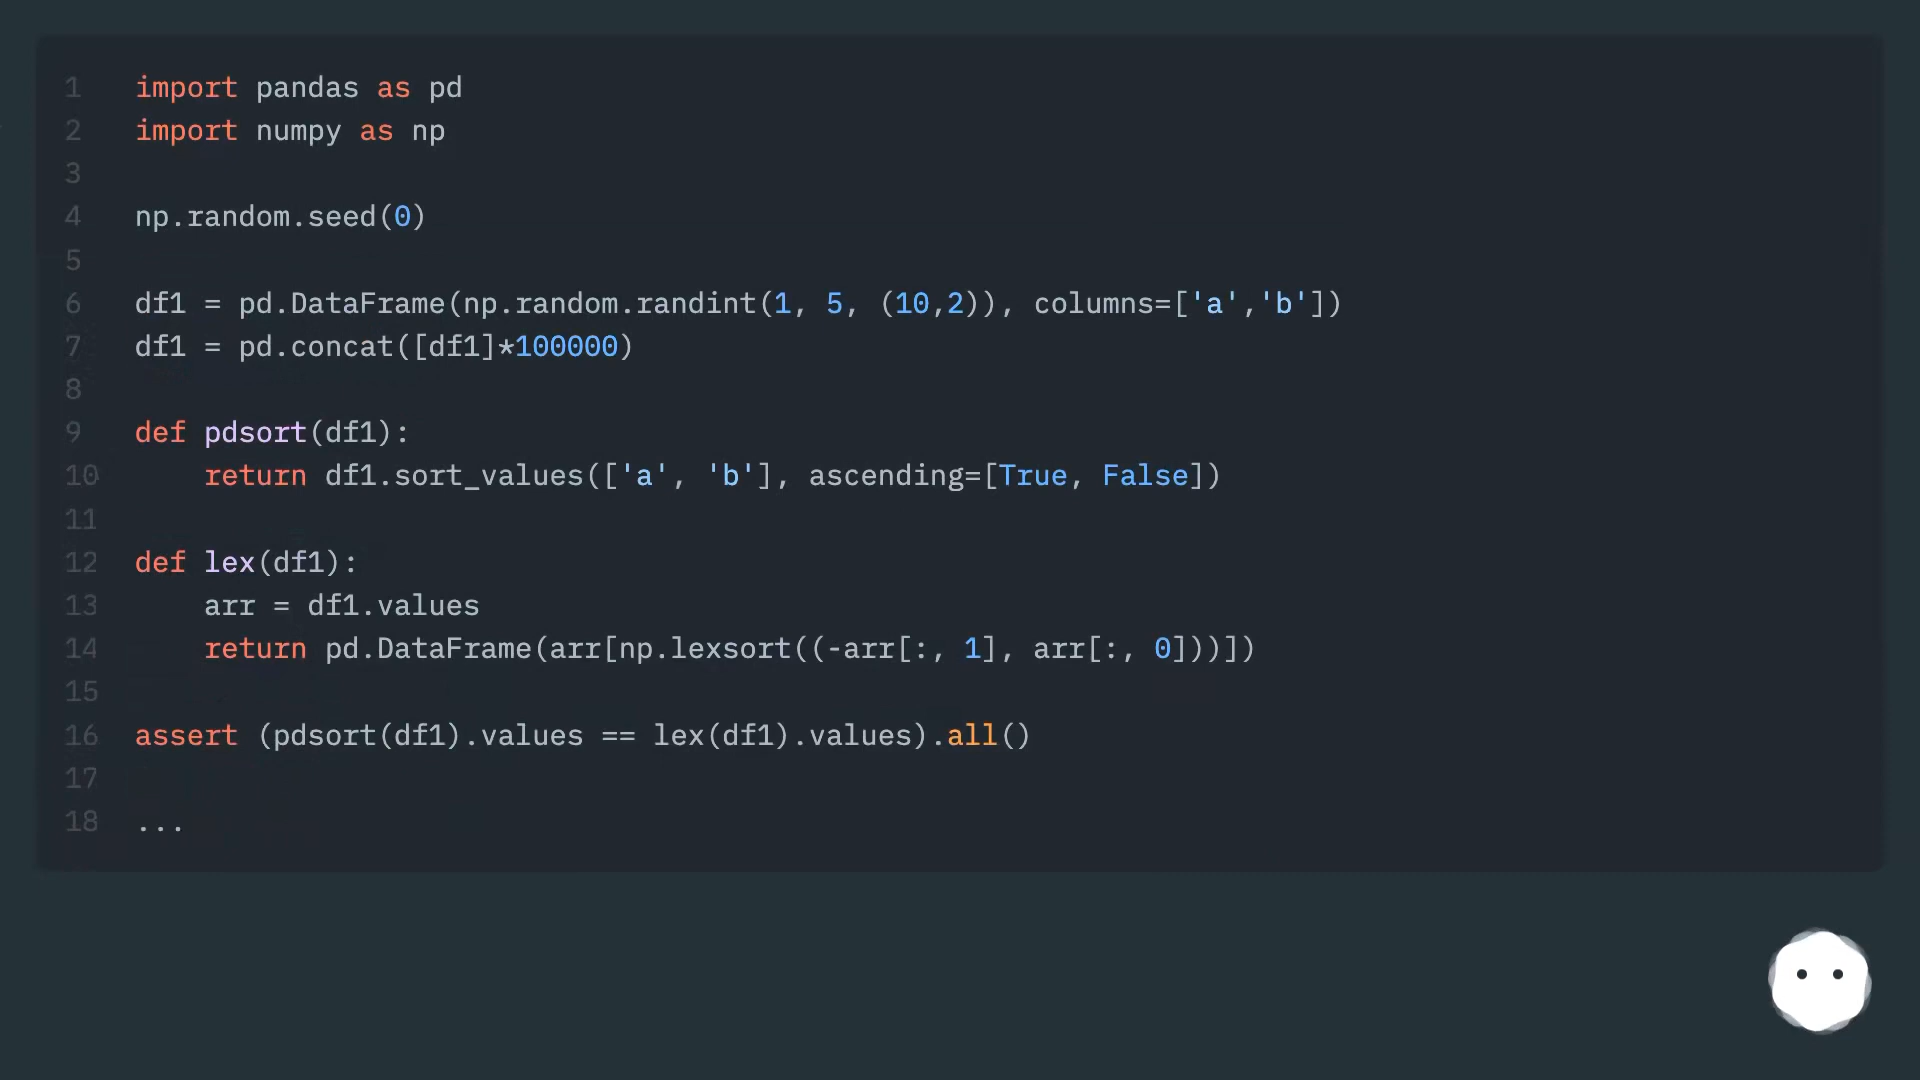 1 import pandas as pd
2 import numpy as np
3
4 np.random.seed(0)
5
6 df1 = pd.DataFrame(np.random.randint(1, 5, (10,2)), columns=['a','b'])
7 df1 = pd.concat([df1]*100000)
8
9 def pdsort(df1):
10     return df1.sort_values(['a', 'b'], ascending=[True, False])
11
12 def lex(df1):
13     arr = df1.values
14     return pd.DataFrame(arr[np.lexsort((-arr[:, 1], arr[:, 0]))])
15
16 assert (pdsort(df1).values == lex(df1).values).all()
17
18 ...